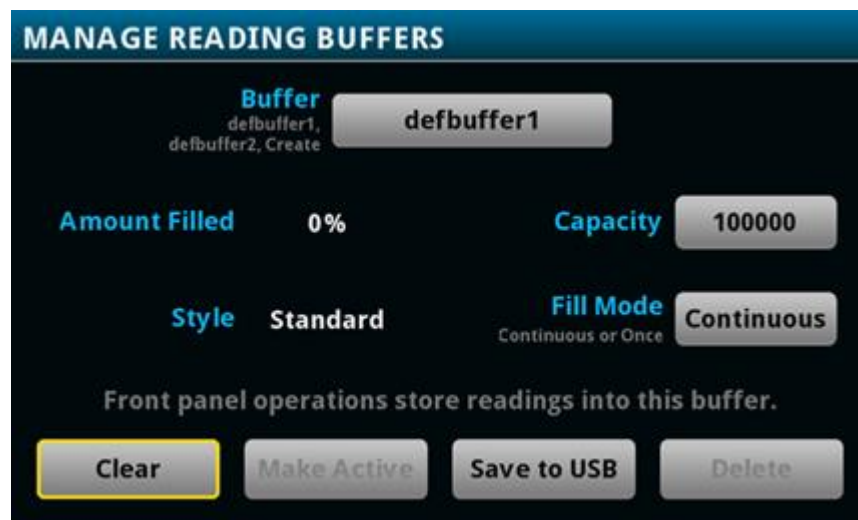 MANAGE READING BUFFERS
Buffer
defbuffer1,
defbuffer2, Create
defbuffer1
Amount Filled 0% Capacity 100000
Style Standard Fill Mode
Continuous or Once
Continuous
Front panel operations store readings into this buffer.
Clear Make Active Save to USB Delete